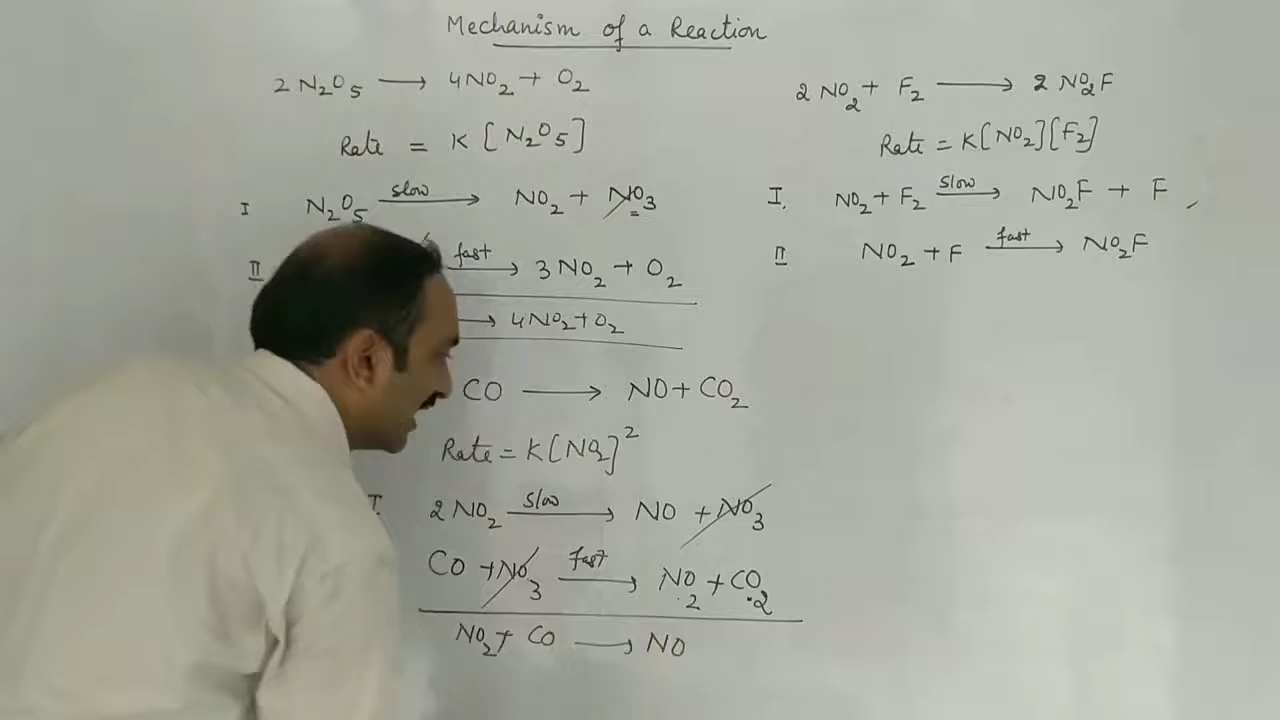 Mechanism of a Reaction
2 N₂O₅ ⟶ 4NO₂ + O₂
Rate = K [N₂O₅]
I N₂O₅ slow⟶ NO₂ + NO₃
II fast⟶ 3NO₂ + O₂
⟶ 4NO₂+O₂
CO ⟶ NO+ CO₂
Rate = K[NO₂]²
I. 2 NO₂ slow⟶ NO + NO₃
CO + NO₃ fast⟶ NO₂ + CO₂
NO₂+ CO ⟶ NO
2 NO₂ + F₂ ⟶ 2 NO₂F
Rate = K[NO₂][F₂]
I. NO₂ + F₂ Slow⟶ NO₂F + F
II NO₂ + F fast⟶ NO₂F